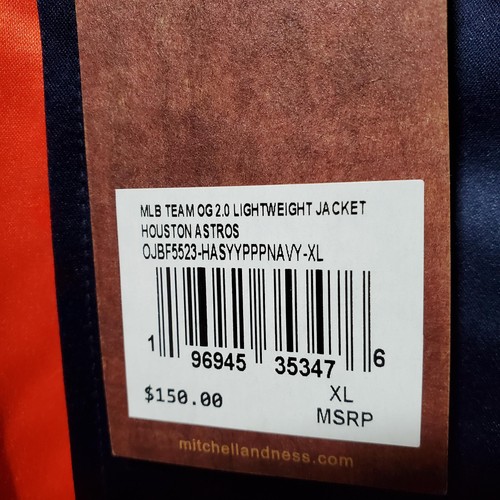 MLB TEAM OG 2.0 LIGHTWEIGHT JACKET
HOUSTON ASTROS
OJBF5523-HASYYPPPNAVY-XL
1 96945 35347 6
$150.00 XL
MSRP
mitchellandness.com